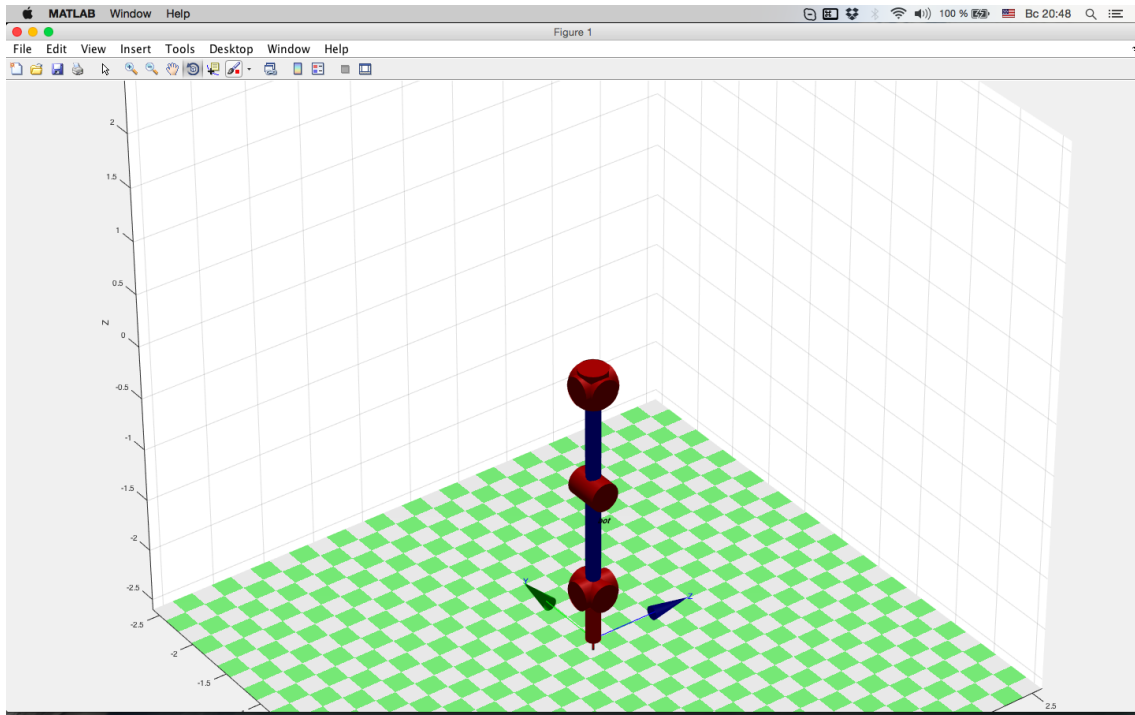 MATLAB Window Help
100 % Вс 20:48
Figure 1
File Edit View Insert Tools Desktop Window Help
2
1.5
1
0.5
Z
0
-0.5
-1
-1.5
-2
-2.5
-2.5
-2
-1.5
Y
Z
2.5